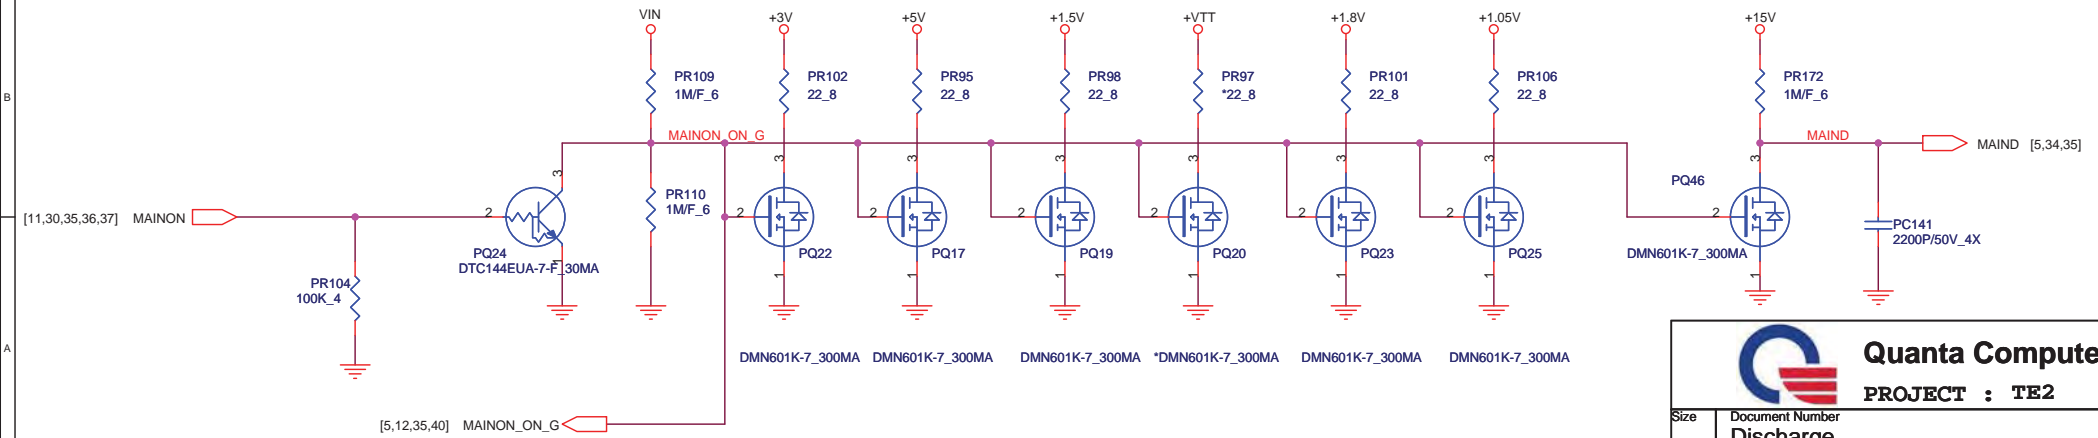 VIN +3V +5V +1.5V +VTT +1.8V +1.05V +15V
B
PR109 PR102 PR95 PR98 PR97 PR101 PR106 PR172
1M/F_6 22_8 22_8 22_8 *22_8 22_8 22_8 1M/F_6
MAINON_ON_G MAIND
MAIND [5,34,35]
3 3 3 3 3 3 3 3
PR110
1M/F_6
PQ46
[11,30,35,36,37] MAINON 2 2 2 2 2 2 2 2
PC141
2200P/50V_4X
PQ24 PQ22 PQ17 PQ19 PQ20 PQ23 PQ25 DMN601K-7_300MA
DTC144EUA-7-F_30MA
1 1 1 1 1 1 1 1
PR104
100K_4
A
DMN601K-7_300MA DMN601K-7_300MA DMN601K-7_300MA *DMN601K-7_300MA DMN601K-7_300MA DMN601K-7_300MA
Quanta Compute
PROJECT : TE2
[5,12,35,40] MAINON_ON_G
Size Document Number
Discharge